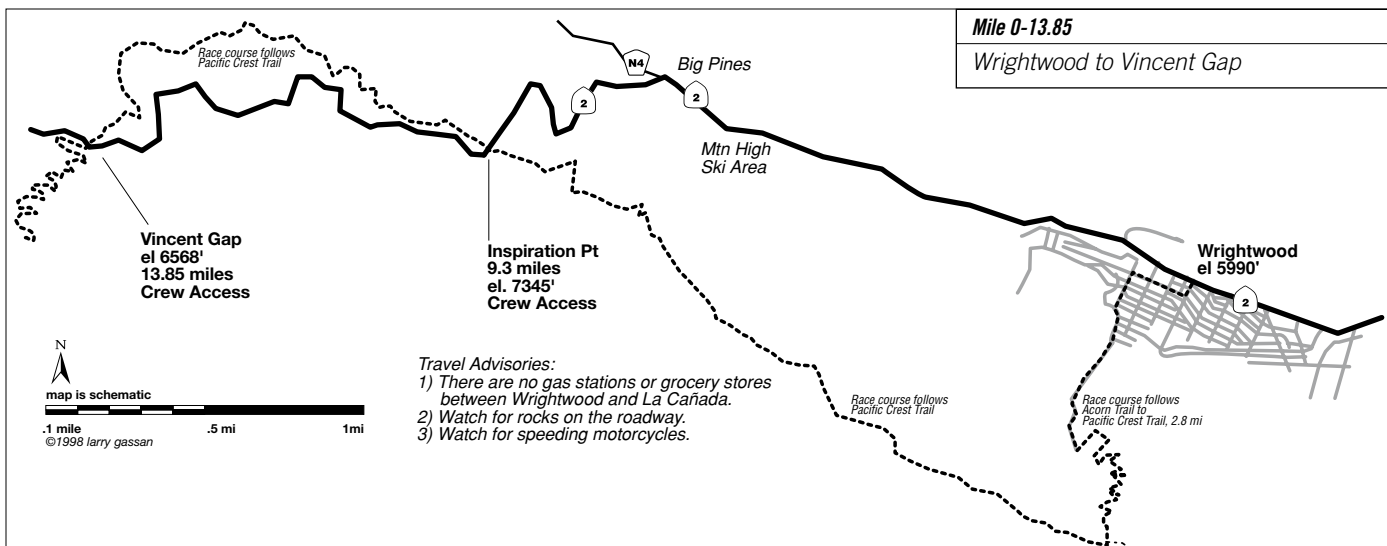 Mile 0-13.85
Wrightwood to Vincent Gap
Race course follows
Pacific Crest Trail
N4
Big Pines
2
2
Mtn High
Ski Area
Vincent Gap
el 6568'
13.85 miles
Crew Access
Inspiration Pt
9.3 miles
el. 7345'
Crew Access
Wrightwood
el 5990'
2
N
map is schematic
.1 mile
.5 mi
1mi
©1998 larry gassan
Travel Advisories:
1) There are no gas stations or grocery stores
between Wrightwood and La Cañada.
2) Watch for rocks on the roadway.
3) Watch for speeding motorcycles.
Race course follows
Pacific Crest Trail
Race course follows
Acorn Trail to
Pacific Crest Trail, 2.8 mi